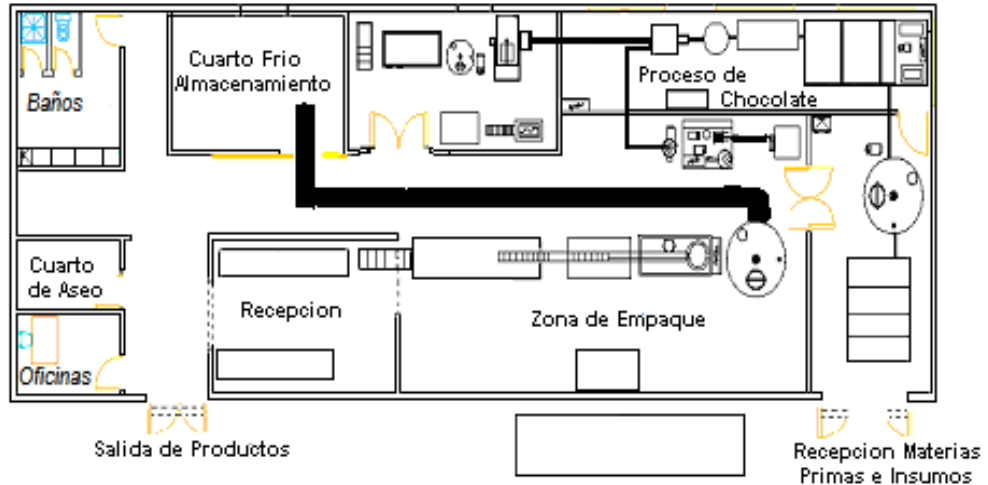 Cuarto Frio
Almacenamiento
Proceso de
Chocolate
Baños
Cuarto
de Aseo
Recepcion
Zona de Empaque
Oficinas
Salida de Productos
Recepcion Materias
Primas e Insumos